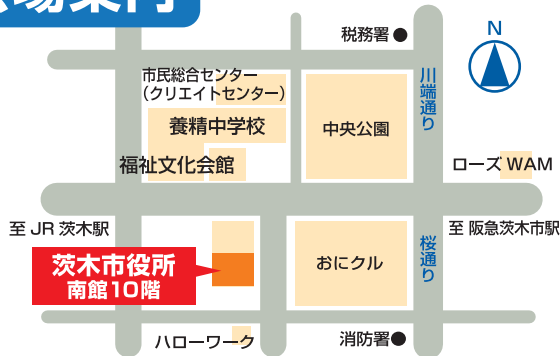 会場案内
税務署
N
市民総合センター
（クリエイトセンター）
川端通り
養精中学校
中央公園
福祉文化会館
ローズ WAM
至 JR 茨木駅
至 阪急茨木市駅
茨木市役所
南館10階
おにクル
桜通り
ハローワーク
消防署